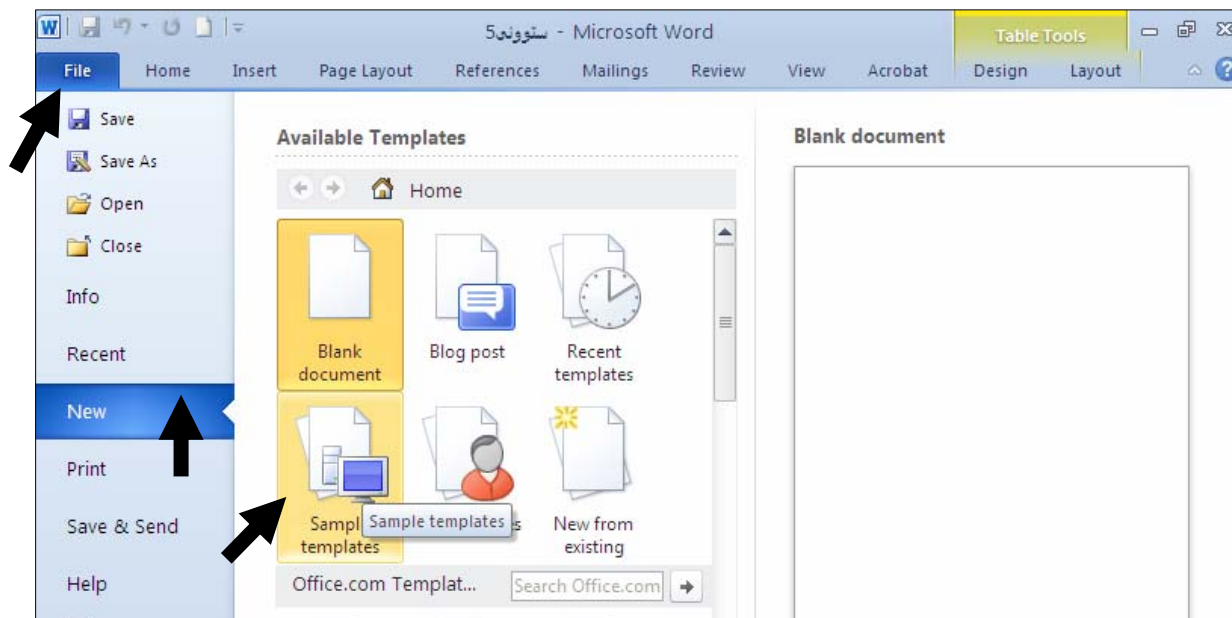 W
ستوونی5 - Microsoft Word
Table Tools
File Home Insert Page Layout References Mailings Review View Acrobat Design Layout
Save
Save As
Open
Close
Info
Recent
New
Print
Save & Send
Help
Available Templates
Home
Blank document
Blog post
Recent templates
Sampl templates
Sample templates
s
New from existing
Office.com Templat...
Search Office.com
Blank document